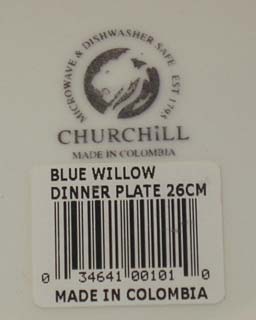 MICROWAVE & DISHWASHER SAFE EST 1795
CHURCHiLL
MADE IN COLOMBIA
BLUE WILLOW
DINNER PLATE 26CM
0 34641 00101 0
MADE IN COLOMBIA